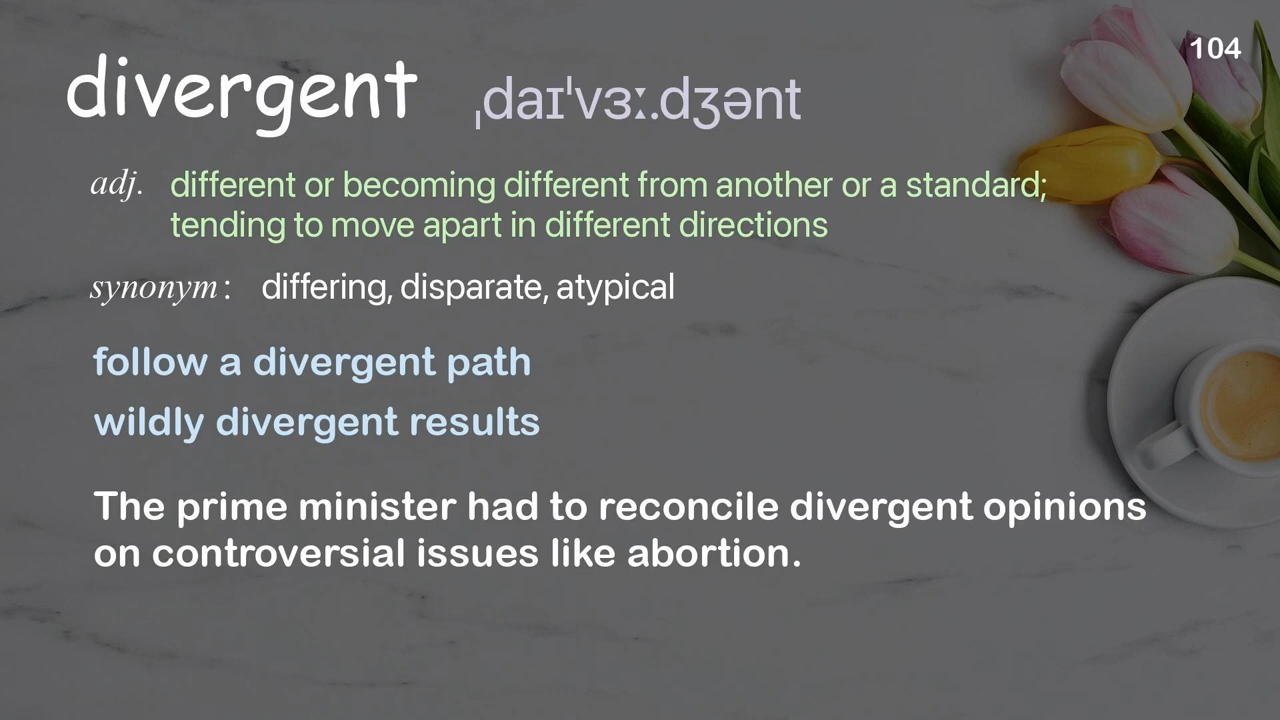 104
divergent ˌdaɪˈvɜː.dʒənt
adj. different or becoming different from another or a standard;
tending to move apart in different directions
synonym: differing, disparate, atypical
follow a divergent path
wildly divergent results
The prime minister had to reconcile divergent opinions
on controversial issues like abortion.